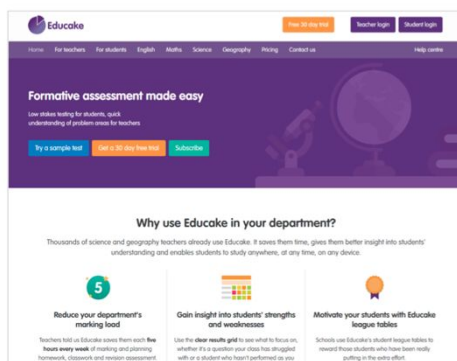 Educake
Free 30 day trial
Teacher login
Student login
Home For teachers For students English Maths Science Geography Pricing Contact us Help centre
Formative assessment made easy
Low stakes testing for students, quick
understanding of problem areas for teachers
Try a sample test
Get a 30 day free trial
Subscribe
Why use Educake in your department?
Thousands of science and geography teachers already use Educake. It saves them time, gives them better insight into students'
understanding and enables students to study anywhere, at any time, on any device.
5
Reduce your department's
marking load
Teachers told us Educake saves them each five
hours every week of marking and planning
homework, classwork and revision assessment.
Gain insight into students' strengths
and weaknesses
Use the clear results grid to see what to focus on,
whether it's a question your class has struggled
with or a student who hasn't performed as you
Motivate your students with Educake
league tables
Schools use Educake's student league tables to
reward those students who have been really
putting in the extra effort.